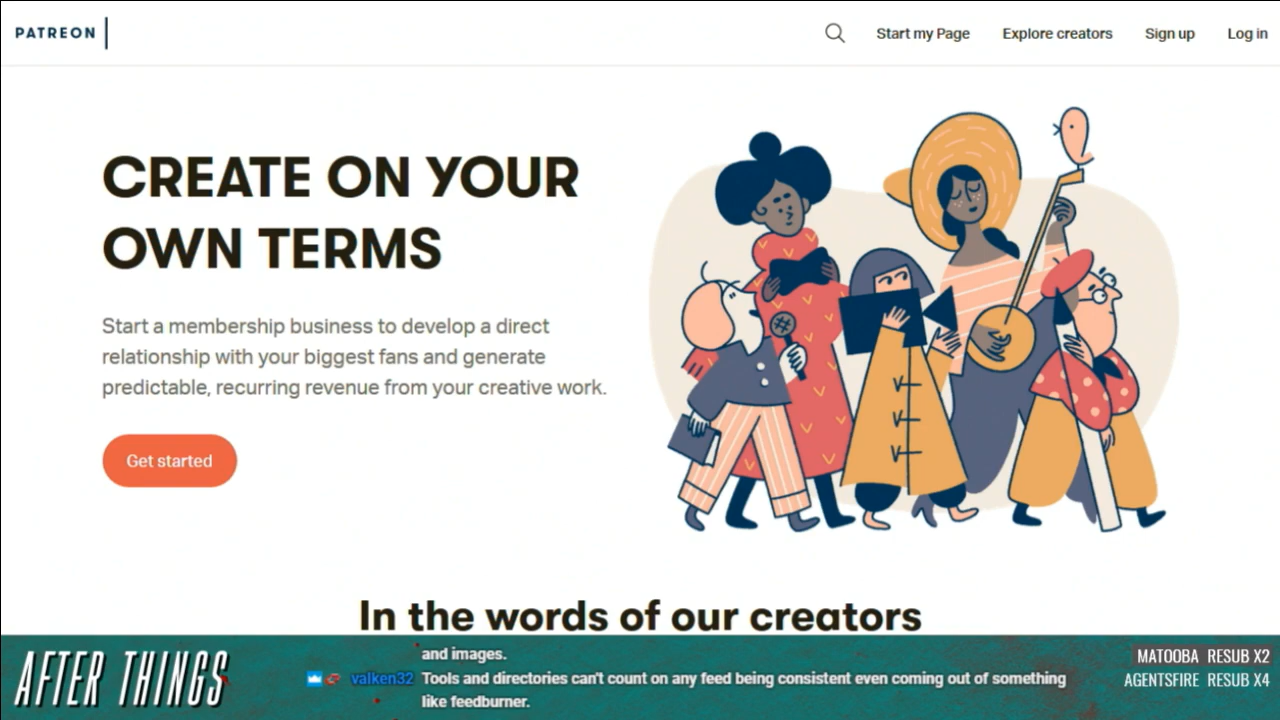 PATREON
Start my Page
Explore creators
Sign up
Log in
CREATE ON YOUR
OWN TERMS
Start a membership business to develop a direct
relationship with your biggest fans and generate
predictable, recurring revenue from your creative work.
Get started
In the words of our creators
AFTER THINGS
and images.
valken32 Tools and directories can't count on any feed being consistent even coming out of something
like feedburner.
MATOOBA RESUB X2
AGENTSFIRE RESUB X4